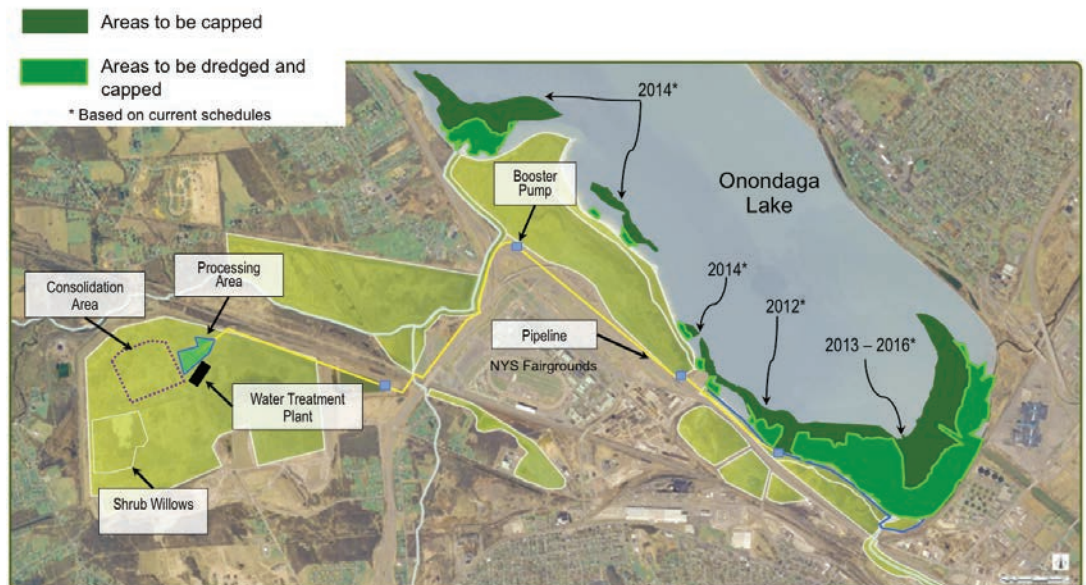 Areas to be capped
Areas to be dredged and
capped
* Based on current schedules
2014*
Booster
Pump
Onondaga
Lake
Processing
Area
Consolidation
Area
2014*
2012*
Pipeline
2013 – 2016*
NYS Fairgrounds
Water Treatment
Plant
Shrub Willows